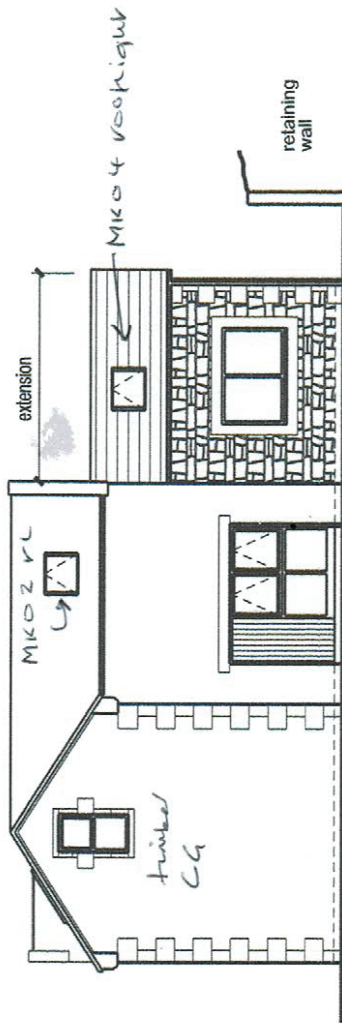 MK04 rooflight
retaining
wall
extension
MK02 RL
timber
CG